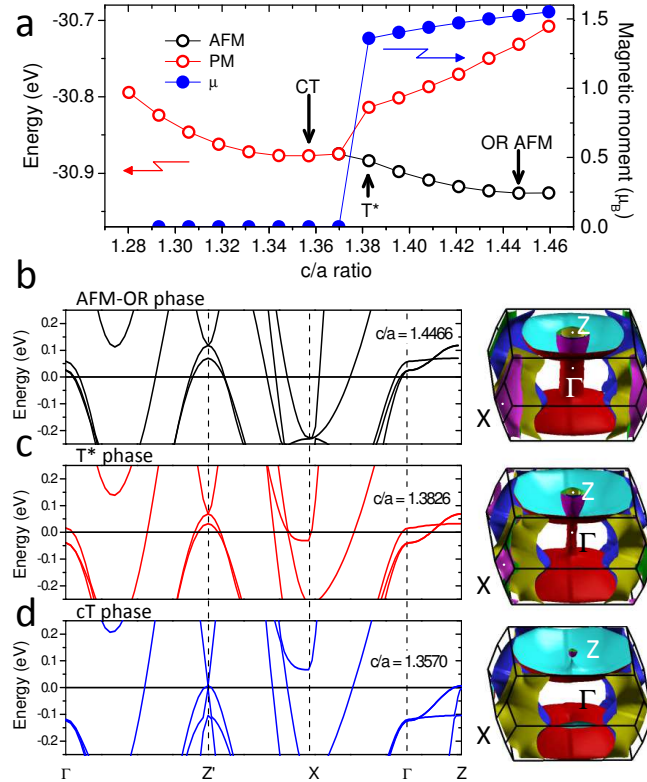 a
-30.7
-30.8
-30.9
Energy (eV)
AFM
PM
μ
CT
T*
OR AFM
1.5
1.0
0.5
0.0
Magnetic moment (μB)
1.28 1.30 1.32 1.34 1.36 1.38 1.40 1.42 1.44 1.46
c/a ratio
b
AFM-OR phase
c/a = 1.4466
0.2
0.1
0.0
-0.1
-0.2
Energy (eV)
Z
Γ
X
c
T* phase
c/a=1.3826
0.2
0.1
0.0
-0.1
-0.2
Energy (eV)
Z
Γ
X
d
cT phase
c/a=1.3570
0.2
0.1
0.0
-0.1
-0.2
Energy (eV)
Z
Γ
X
Γ Z' X Γ Z